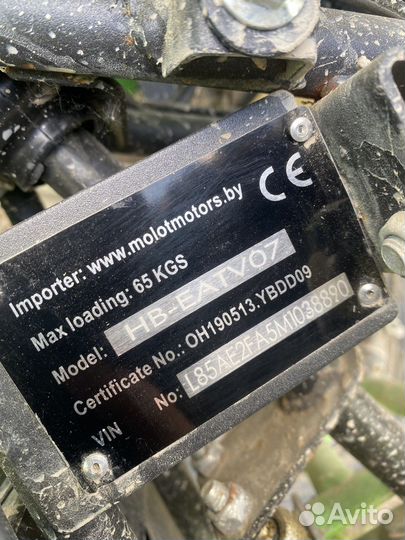 CE
Importer: www.molotmotors.by
Max loading: 65 KGS
Model: HB-EATV07
Certificate No.: OH190513.YBDD09
VIN No: L85AE2FA5M1038890
Avito